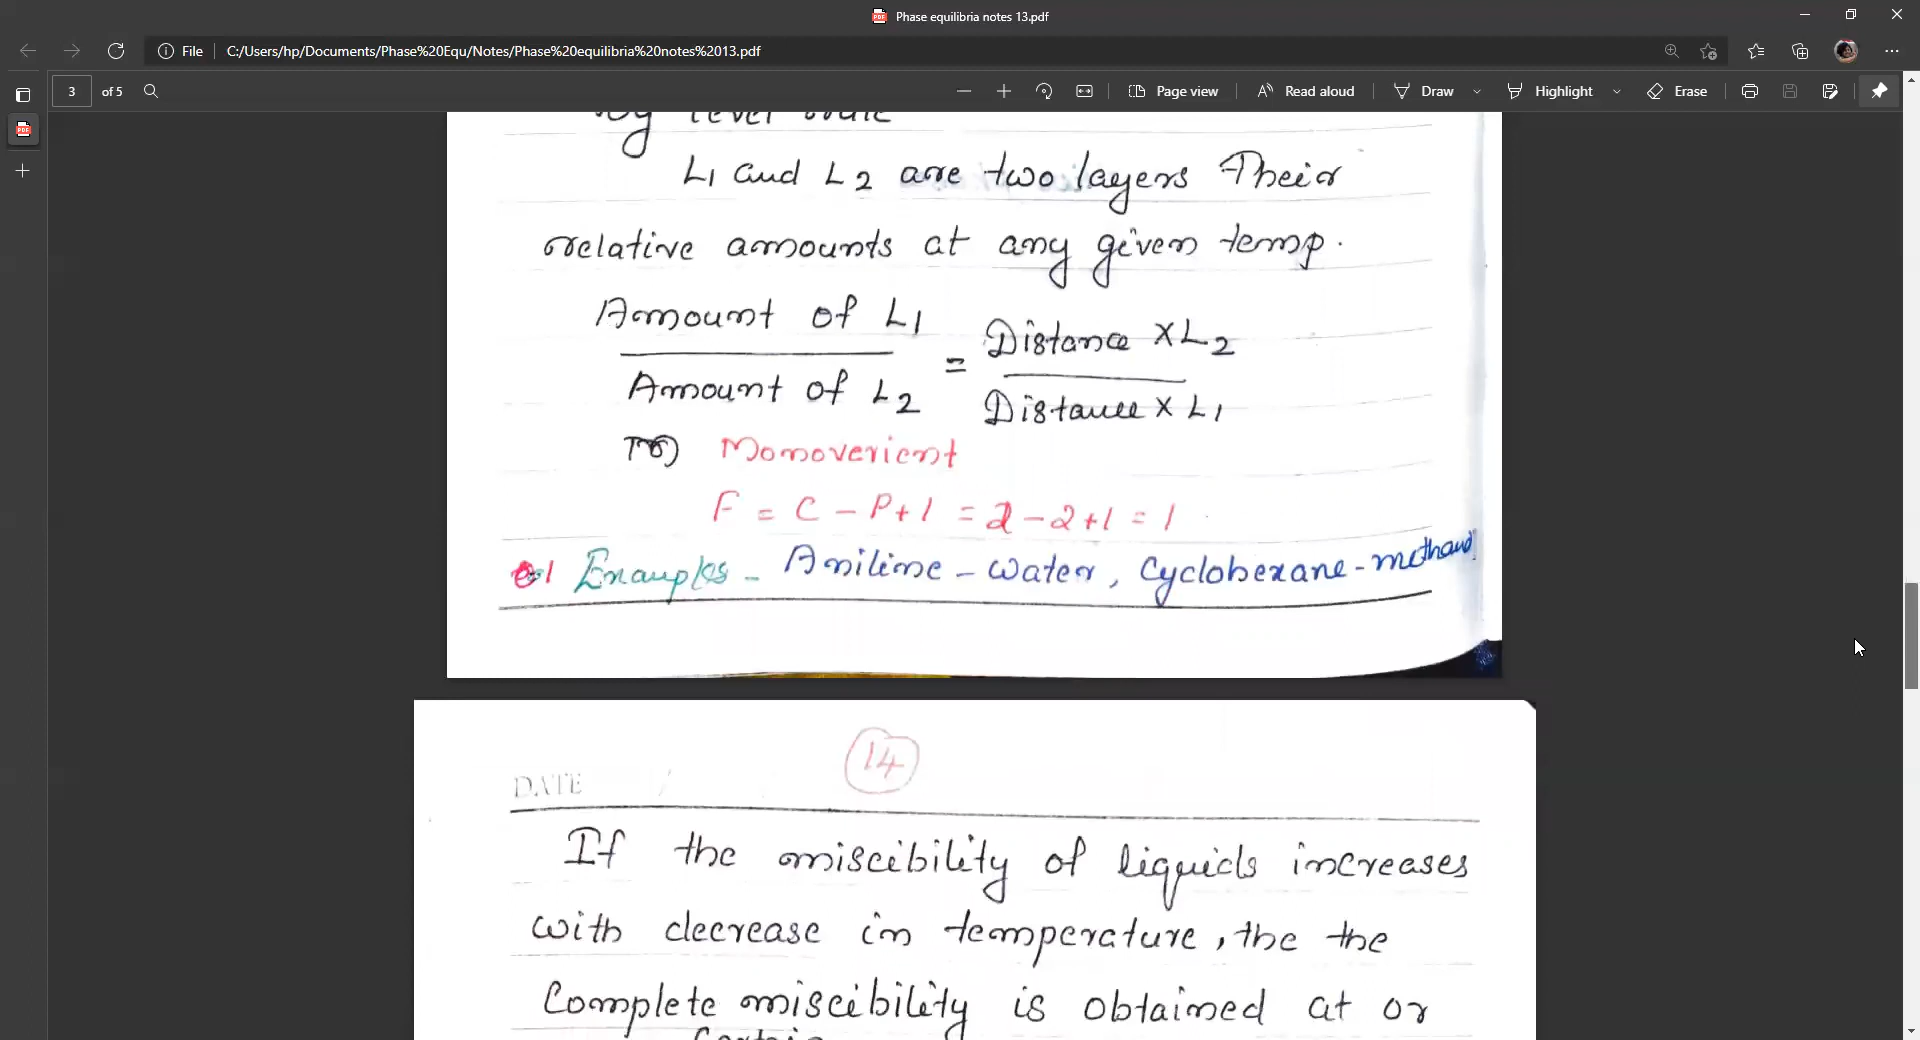 Phase equilibria notes 13.pdf
File C:/Users/hp/Documents/Phase%20Equ/Notes/Phase%20equilibria%20notes%2013.pdf
3 of 5 Page view Read aloud Draw Highlight Erase
by lever
L1 and L2 are two layers Their
relative amounts at any given temp.
Amount of L1
Amount of L2
=
Distance XL2
Distance X L1
Monoverient
F = C - P+1 = 2-2+1 = 1
Examples - Aniline - water, Cyclohexane-methanol
14
DATE
If the miscibility of liquids increases
with decrease in temperature, the the
Complete miscibility is obtained at or